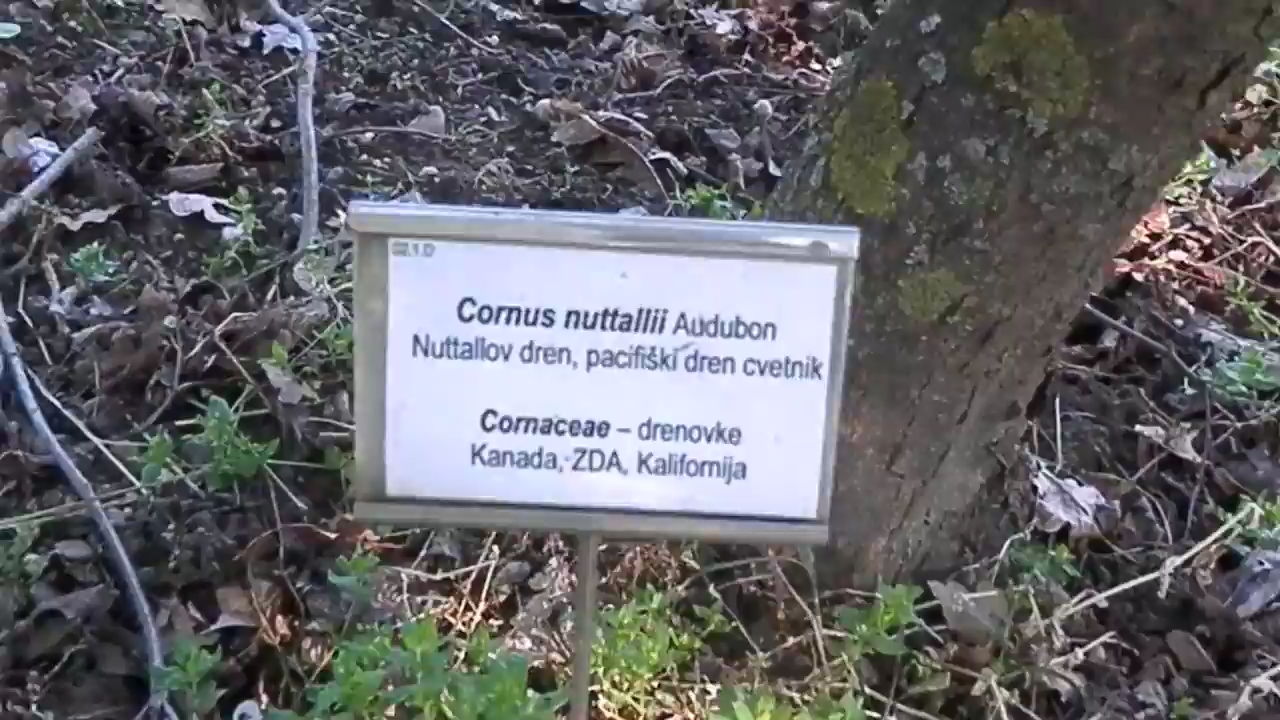 Cornus nuttallii Audubon
Nuttallov dren, pacifiški dren cvetnik
Cornaceae – drenovke
Kanada, ZDA, Kalifornija